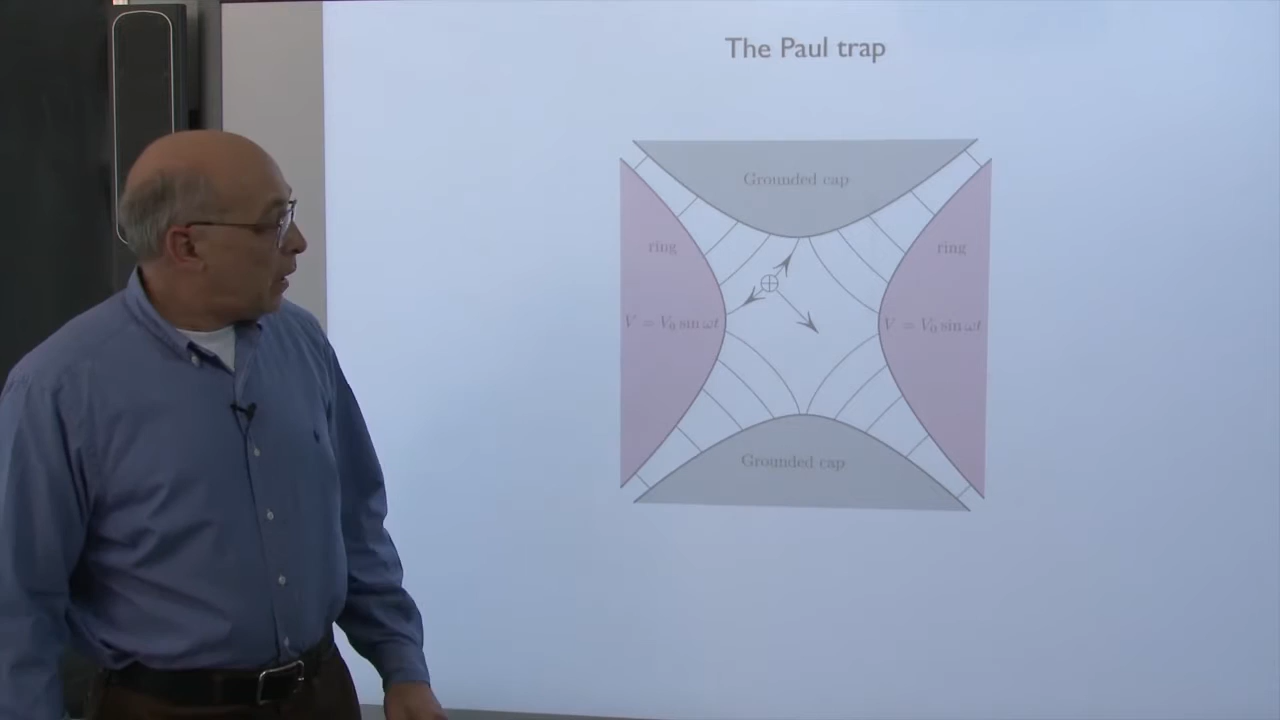 The Paul trap
Grounded cap
ring
ring
V = V₀ sin ωt
V = V₀ sin ωt
Grounded cap